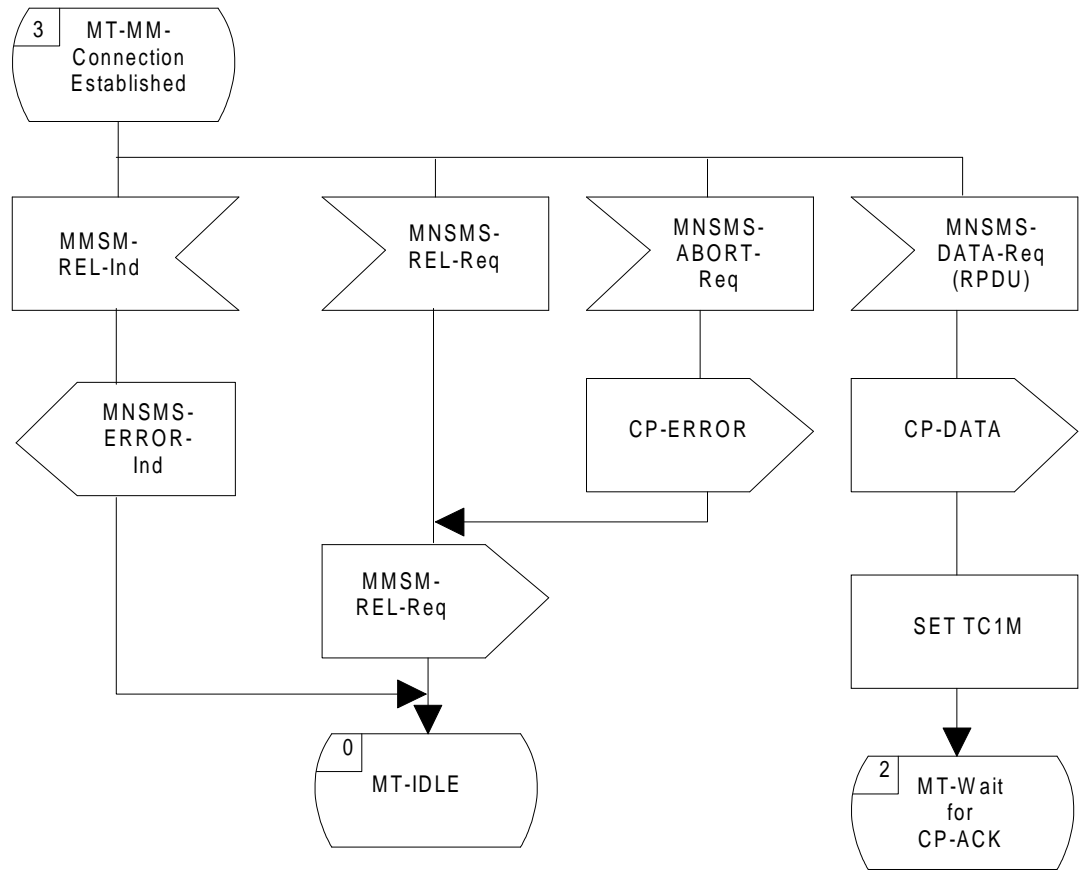 3
MT-MM-
Connection
Established
MMSM-
REL-Ind
MNSMS-
REL-Req
MNSMS-
ABORT-
Req
MNSMS-
DATA-Req
(RPDU)
MNSMS-
ERROR-
Ind
CP-ERROR
CP-DATA
MMSM-
REL-Req
SET TC1M
0
MT-IDLE
2
MT-Wait
for
CP-ACK